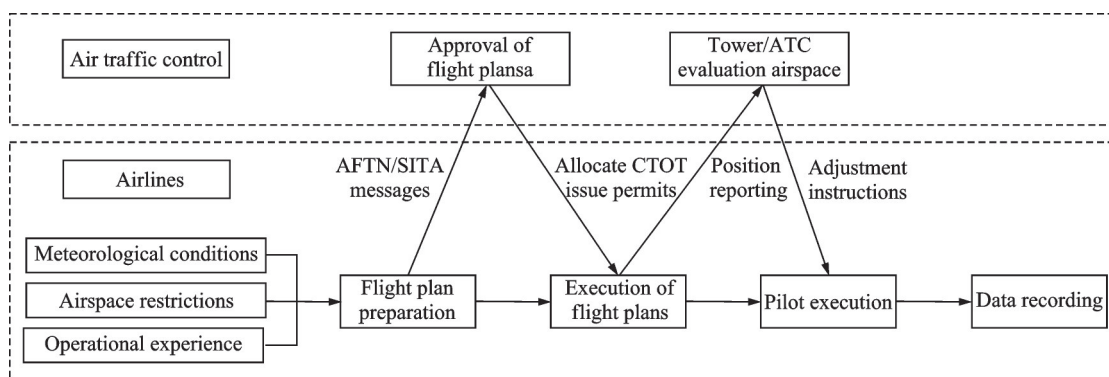 Air traffic control
Approval of
flight plansa
Tower/ATC
evaluation airspace
Airlines
AFTN/SITA
messages
Allocate CTOT
issue permits
Position
reporting
Adjustment
instructions
Meteorological conditions
Airspace restrictions
Operational experience
Flight plan
preparation
Execution of
flight plans
Pilot execution
Data recording